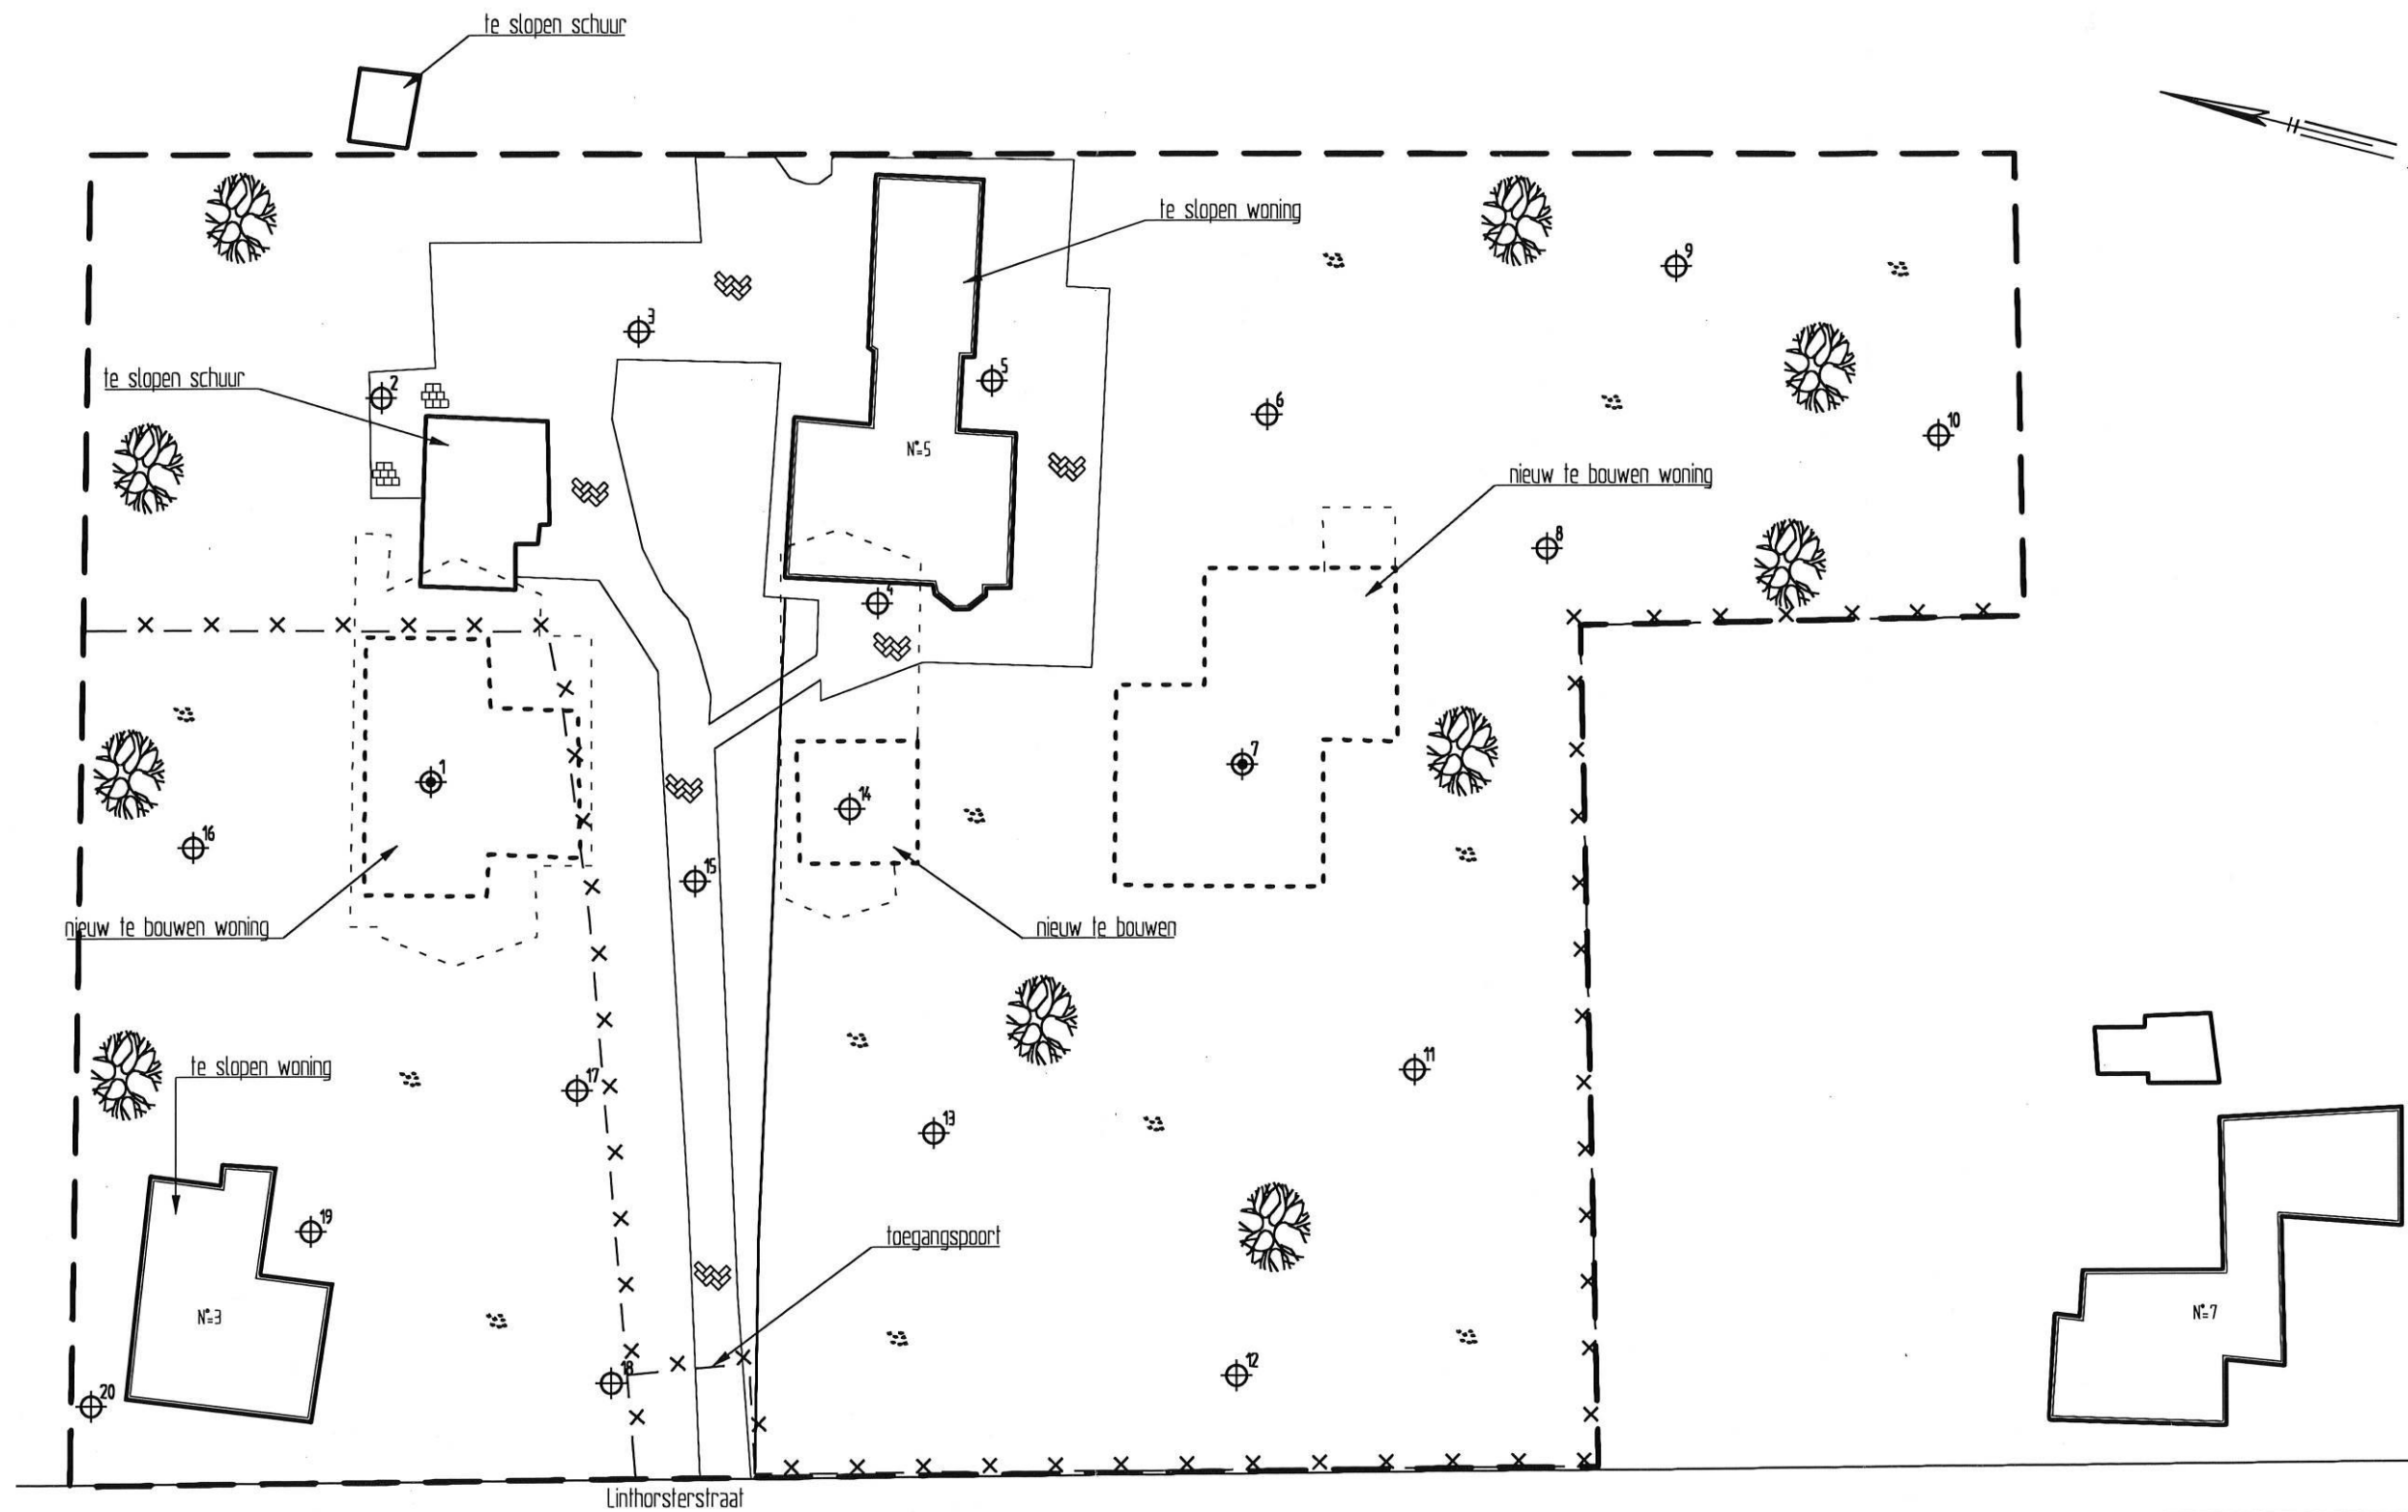 te slopen schuur
te slopen woning
9
3
te slopen schuur
2
5
6
10
N°=5
nieuw te bouwen woning
8
4
7
1
14
16
15
nieuw te bouwen woning
nieuw te bouwen
te slopen woning
17
11
13
19
toegangspoort
N°=3
N°=7
12
18
20
Linthorsterstraat